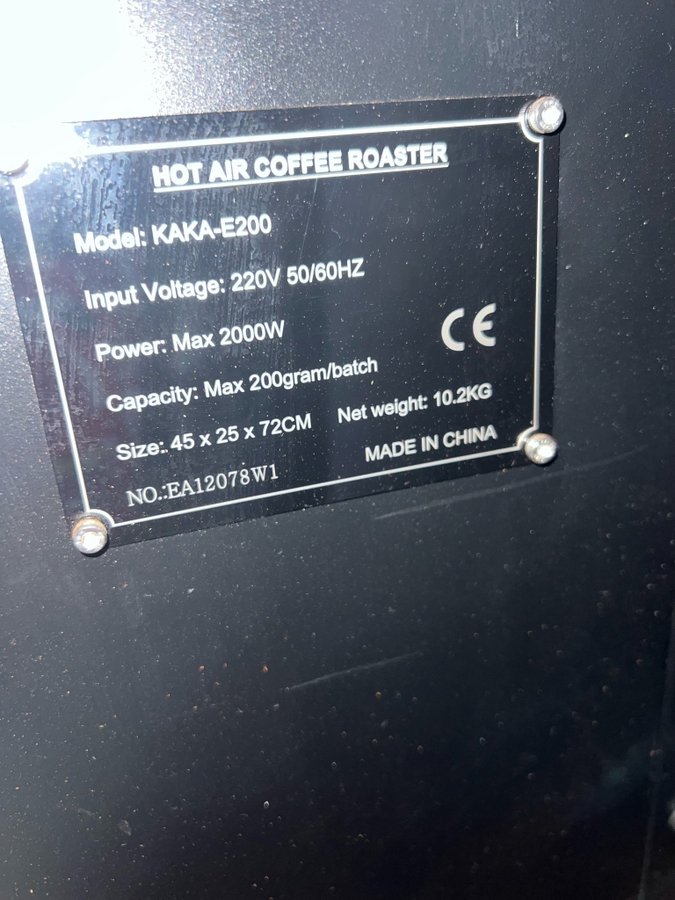 HOT AIR COFFEE ROASTER
Model: KAKA-E200
Input Voltage: 220V 50/60HZ
Power: Max 2000W
CE
Capacity: Max 200gram/batch
Size: 45 x 25 x 72CM Net weight: 10.2KG
NO.:EA12078W1 MADE IN CHINA